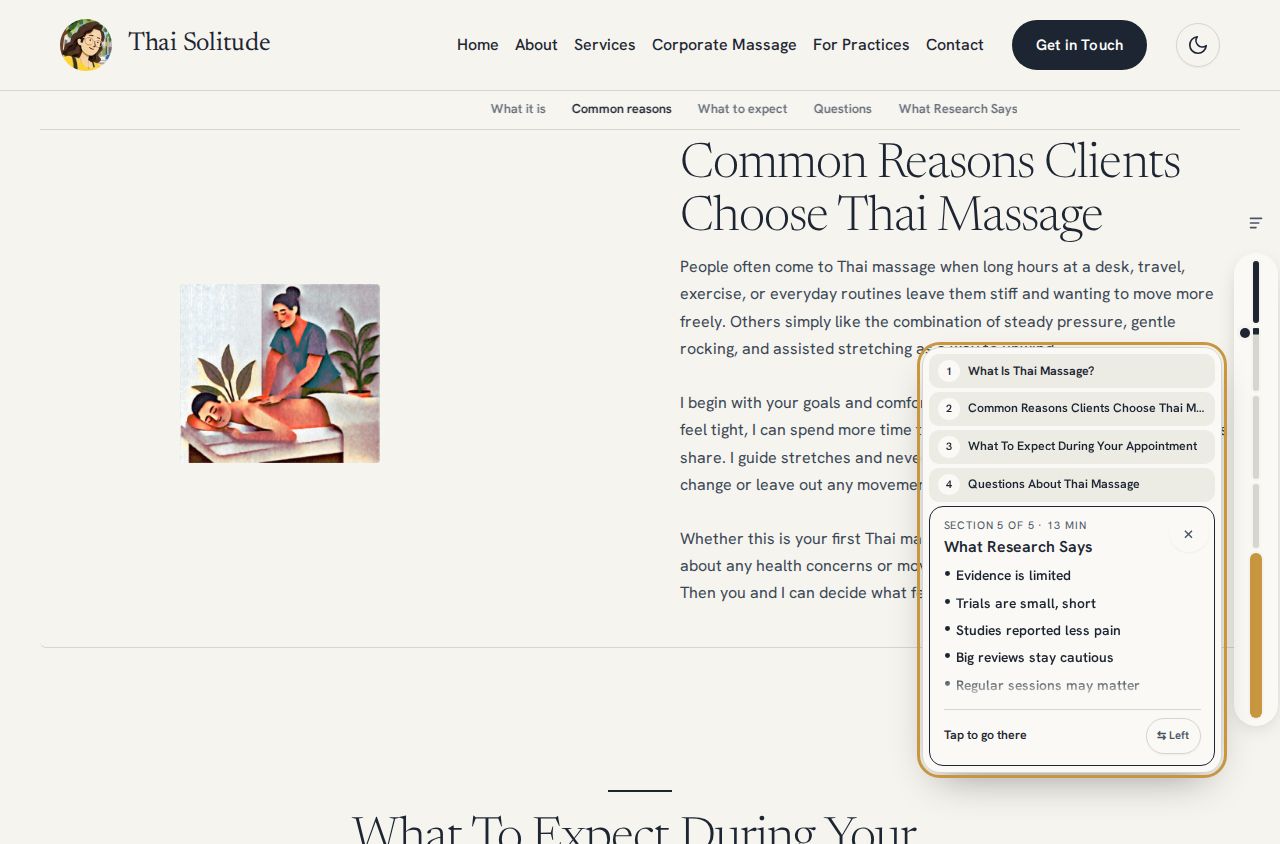 Thai Solitude
Home About Services Corporate Massage For Practices Contact Get in Touch
What it is Common reasons What to expect Questions What Research Says
Common Reasons Clients
Choose Thai Massage
People often come to Thai massage when long hours at a desk, travel,
exercise, or everyday routines leave them stiff and wanting to move more
freely. Others simply like the combination of steady pressure, gentle
rocking, and assisted stretching as a way to unwind.
I begin with your goals and
feel tight, I can spend more time
share. I guide stretches and
change or leave out any
Whether this is your first Thai
about any health concerns or
Then you and I can decide what
1 What Is Thai Massage?
2 Common Reasons Clients Choose Thai M...
3 What To Expect During Your Appointment
4 Questions About Thai Massage
SECTION 5 OF 5 · 13 MIN
What Research Says
• Evidence is limited
• Trials are small, short
• Studies reported less pain
• Big reviews stay cautious
• Regular sessions may matter
Tap to go there
⇆ Left
What To Expect During Your